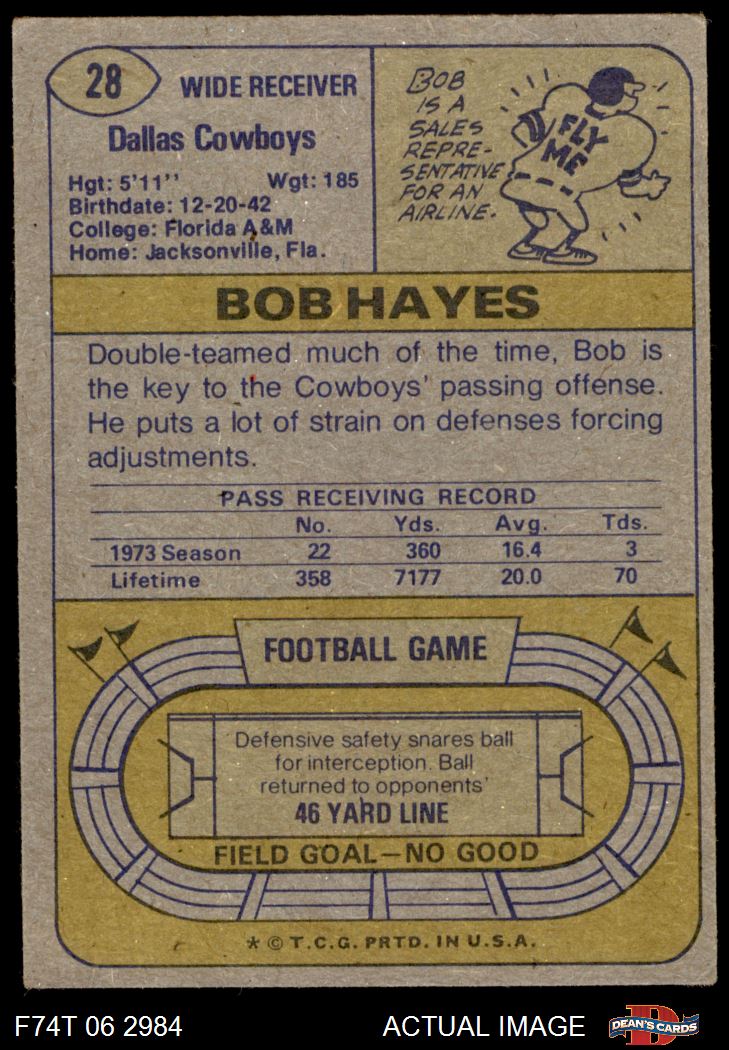 28
WIDE RECEIVER
Dallas Cowboys
Hgt: 5'11'' Wgt: 185
Birthdate: 12-20-42
College: Florida A&M
Home: Jacksonville, Fla.
BOB
IS A
SALES
REPRE-
SENTATIVE
FOR AN
AIRLINE.
FLY
ME
BOB HAYES
Double-teamed much of the time, Bob is
the key to the Cowboys' passing offense.
He puts a lot of strain on defenses forcing
adjustments.
PASS RECEIVING RECORD
No. Yds. Avg. Tds.
1973 Season 22 360 16.4 3
Lifetime 358 7177 20.0 70
FOOTBALL GAME
Defensive safety snares ball
for interception. Ball
returned to opponents'
46 YARD LINE
FIELD GOAL—NO GOOD
* © T.C.G. PRTD. IN U.S.A.
F74T 06 2984 ACTUAL IMAGE
D
DEAN'S CARDS